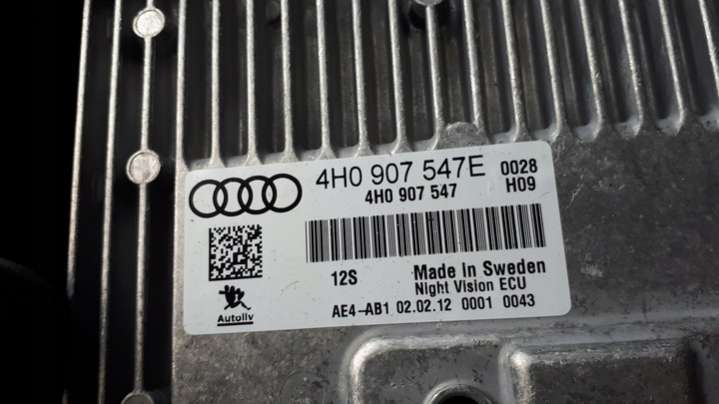 4H0 907 547E 0028
4H0 907 547 H09
12S Made in Sweden
Night Vision ECU
AE4-AB1 02.02.12 0001 0043
Autoliv